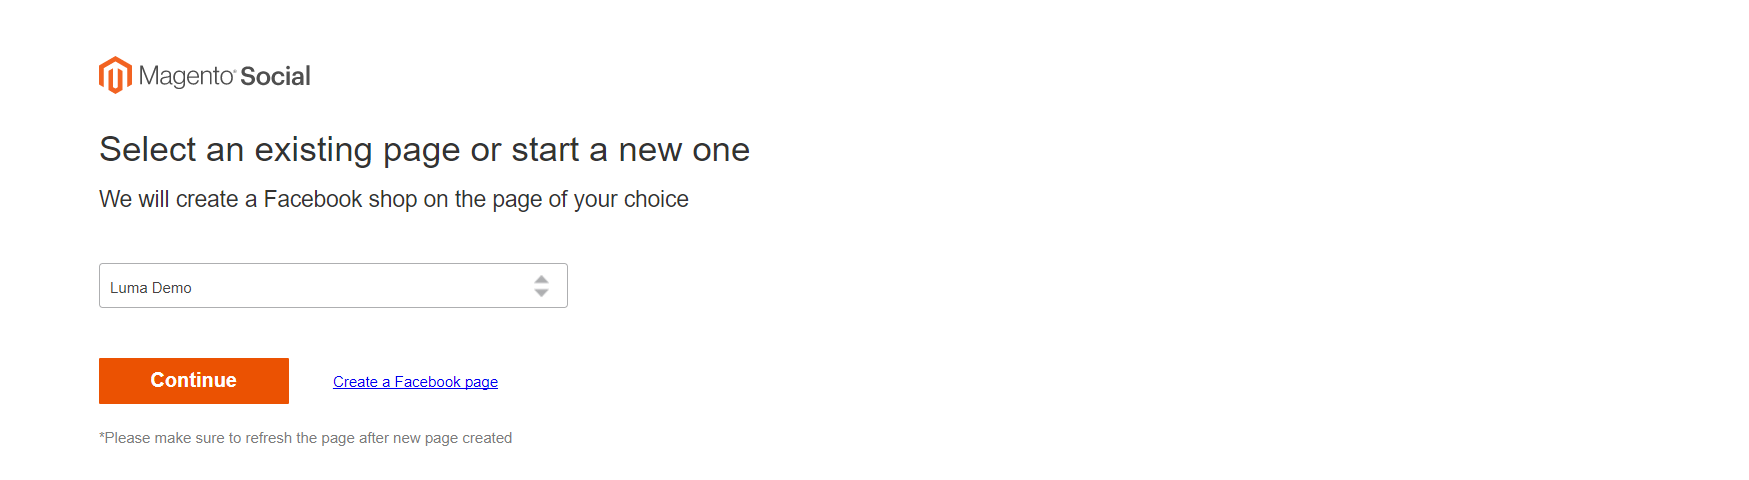 Magento® Social
Select an existing page or start a new one
We will create a Facebook shop on the page of your choice
Luma Demo
Continue
Create a Facebook page
*Please make sure to refresh the page after new page created